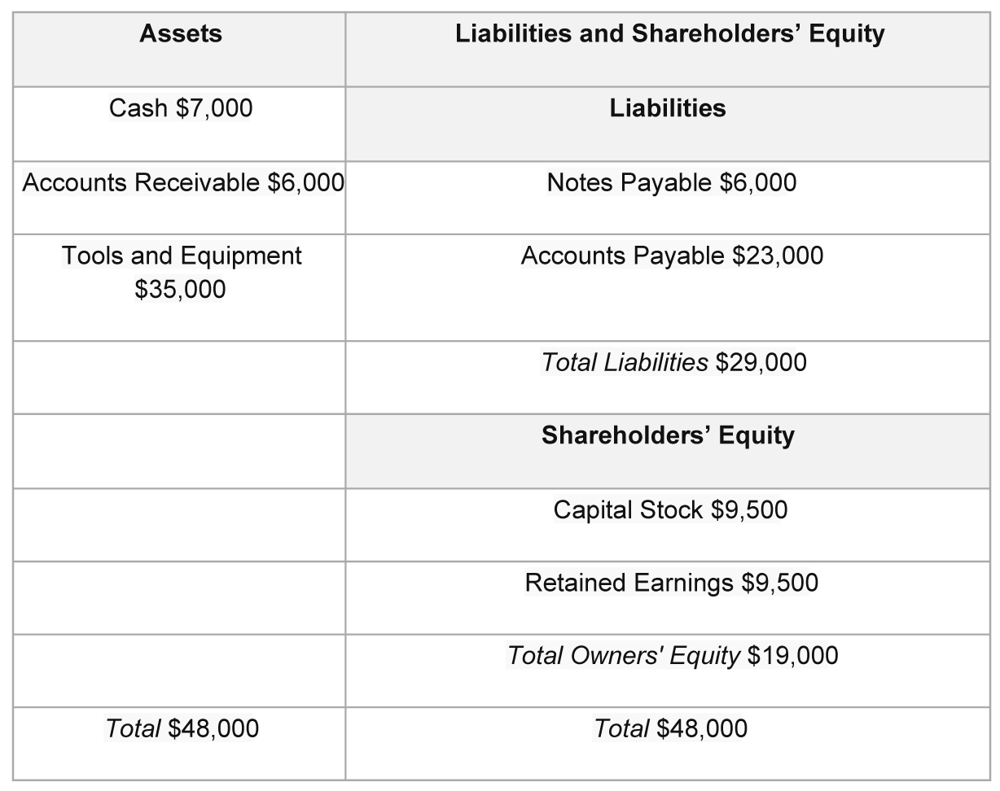 Assets
Liabilities and Shareholders’ Equity
Cash $7,000
Liabilities
Accounts Receivable $6,000
Notes Payable $6,000
Tools and Equipment
$35,000
Accounts Payable $23,000
Total Liabilities $29,000
Shareholders’ Equity
Capital Stock $9,500
Retained Earnings $9,500
Total Owners' Equity $19,000
Total $48,000
Total $48,000